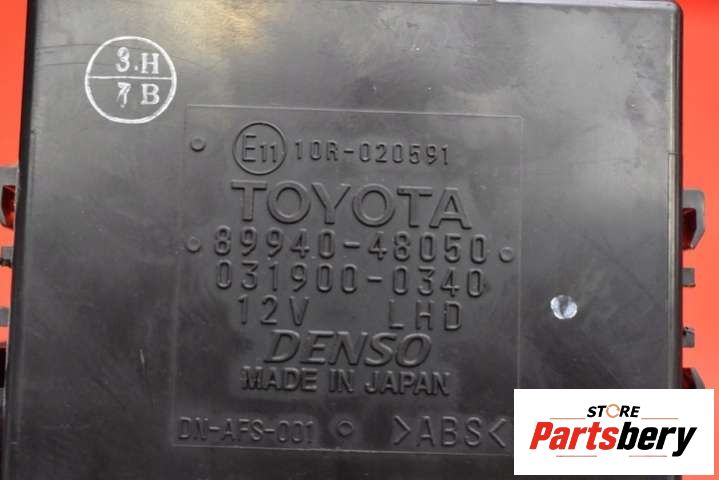 3.H
7 B
E11 10R-020591
TOYOTA
89940-48050
031900-0340
12V LHD
DENSO
MADE IN JAPAN
DN-AFS-001 >ABS<
STORE
Partsbery